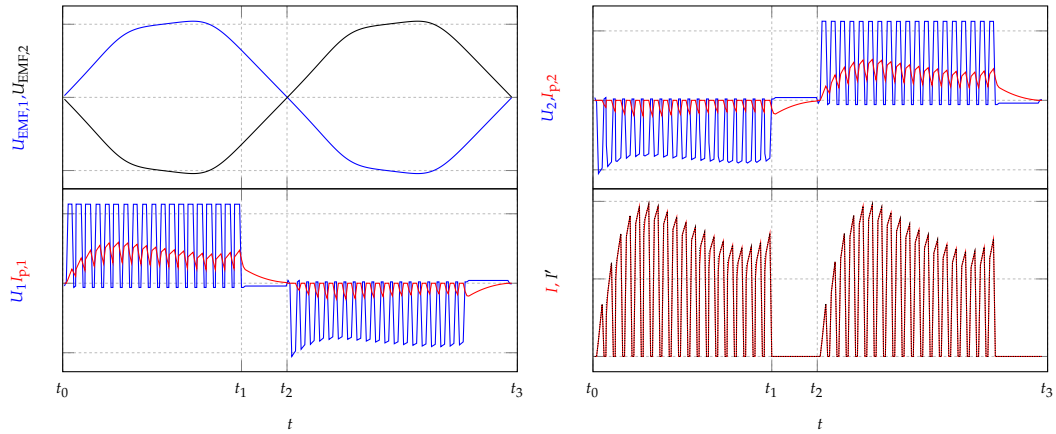 U_EMF,1, U_EMF,2
U_1 I_p,1
t_0 t_1 t_2 t_3
t
U_2, I_p,2
I, I′
t_0 t_1 t_2 t_3
t